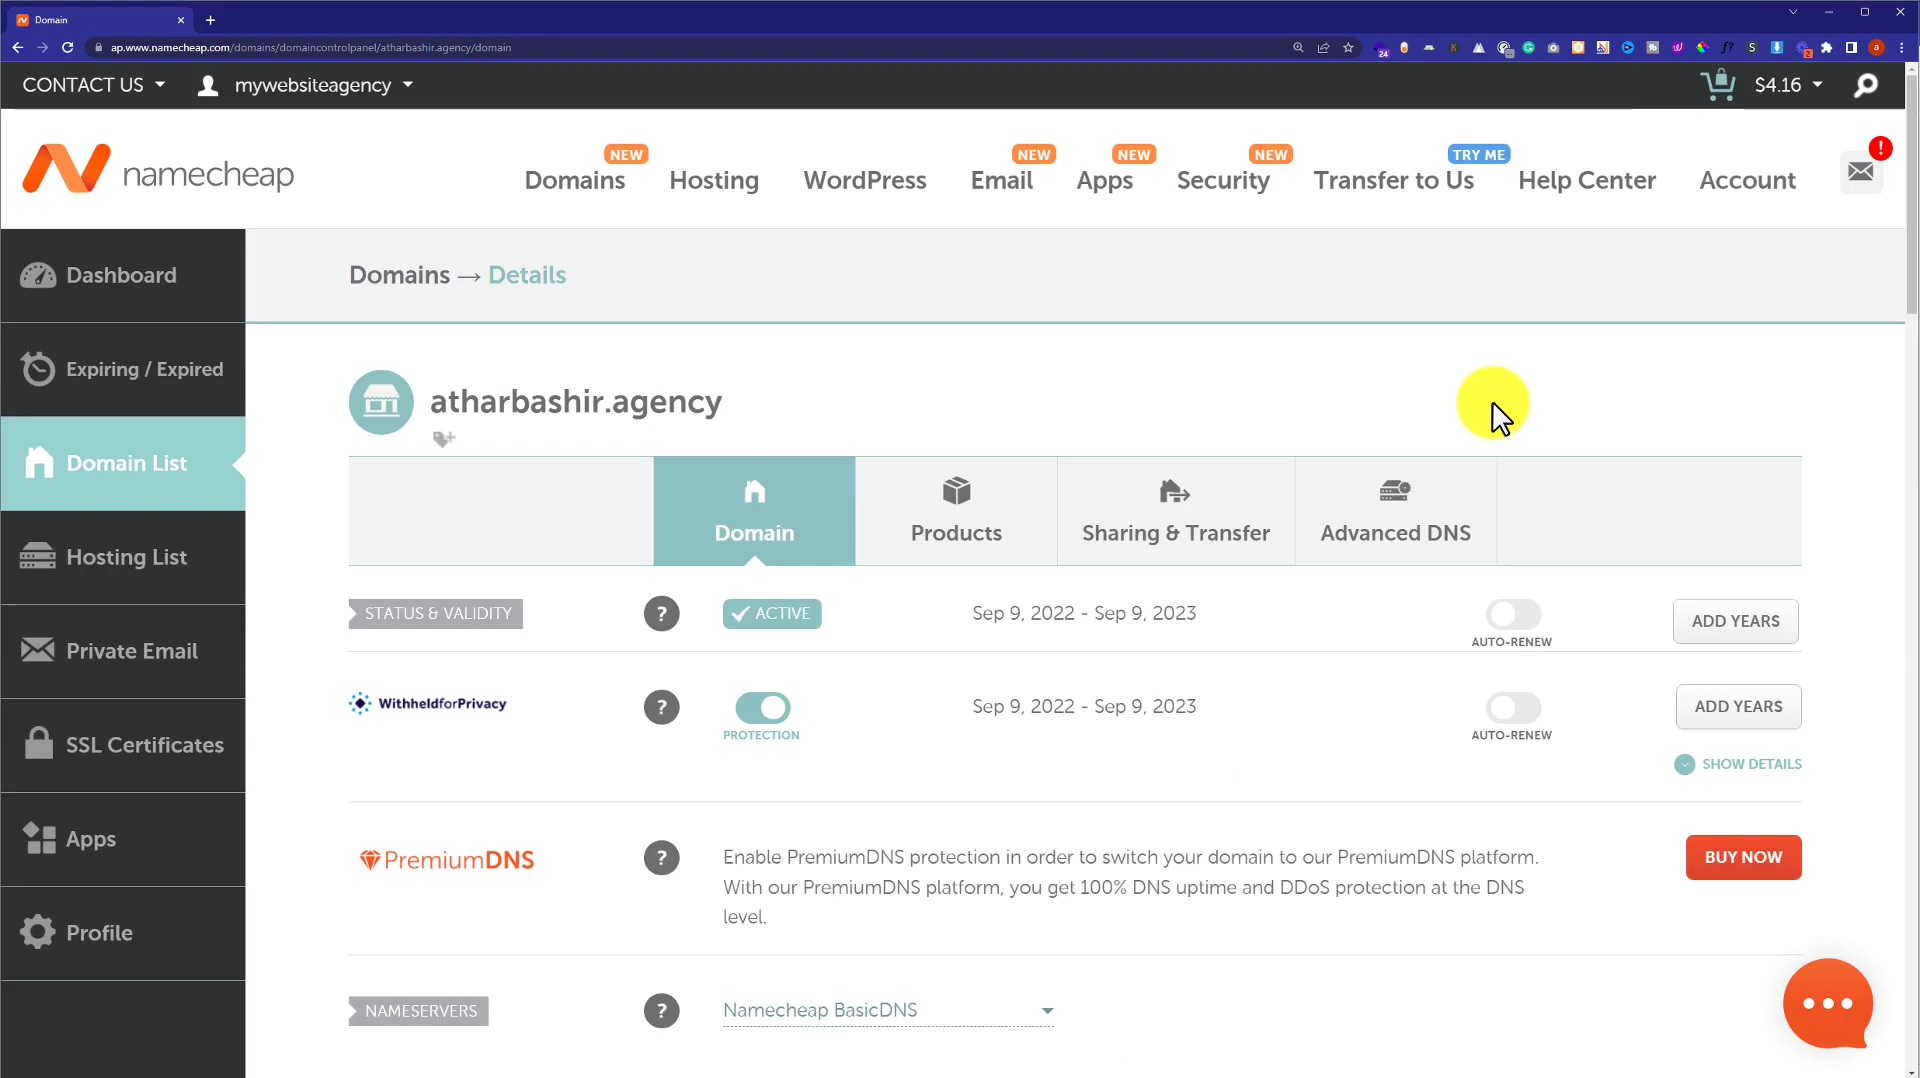 Domain
ap.www.namecheap.com/domains/domaincontrolpanel/atharbashir.agency/domain
CONTACT US
mywebsiteagency
$4.16
namecheap
NEW
NEW
NEW
NEW
TRY ME
!
Domains
Hosting
WordPress
Email
Apps
Security
Transfer to Us
Help Center
Account
Dashboard
Expiring / Expired
Domain List
Hosting List
Private Email
SSL Certificates
Apps
Profile
Domains → Details
atharbashir.agency
Domain
Products
Sharing & Transfer
Advanced DNS
STATUS & VALIDITY
?
ACTIVE
Sep 9, 2022 - Sep 9, 2023
AUTO-RENEW
ADD YEARS
WithheldforPrivacy
?
PROTECTION
Sep 9, 2022 - Sep 9, 2023
AUTO-RENEW
ADD YEARS
SHOW DETAILS
PremiumDNS
?
Enable PremiumDNS protection in order to switch your domain to our PremiumDNS platform.
With our PremiumDNS platform, you get 100% DNS uptime and DDoS protection at the DNS
level.
BUY NOW
NAMESERVERS
?
Namecheap BasicDNS